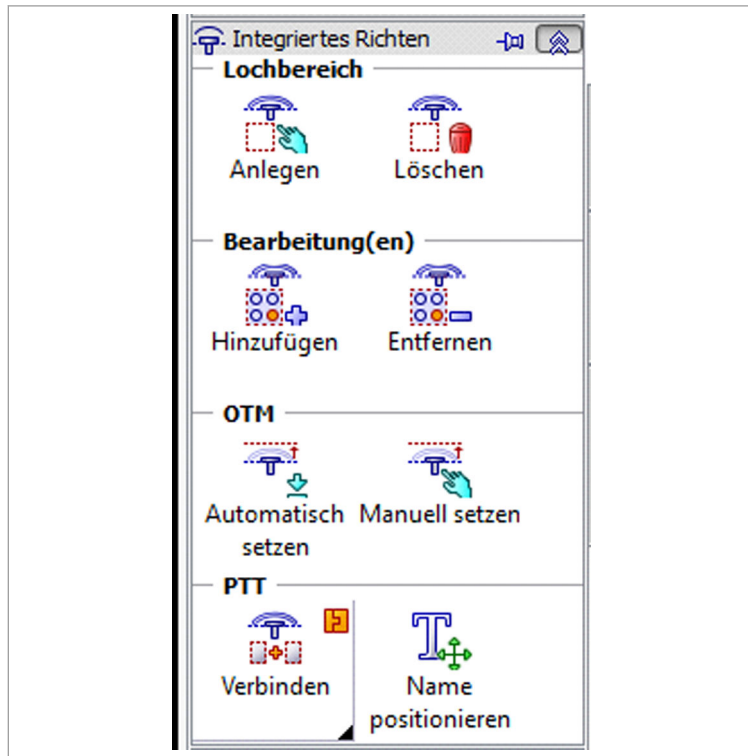 Integriertes Richten
Lochbereich
Anlegen Löschen
Bearbeitung(en)
Hinzufügen Entfernen
OTM
Automatisch Manuell setzen
setzen
PTT
Verbinden Name
positionieren